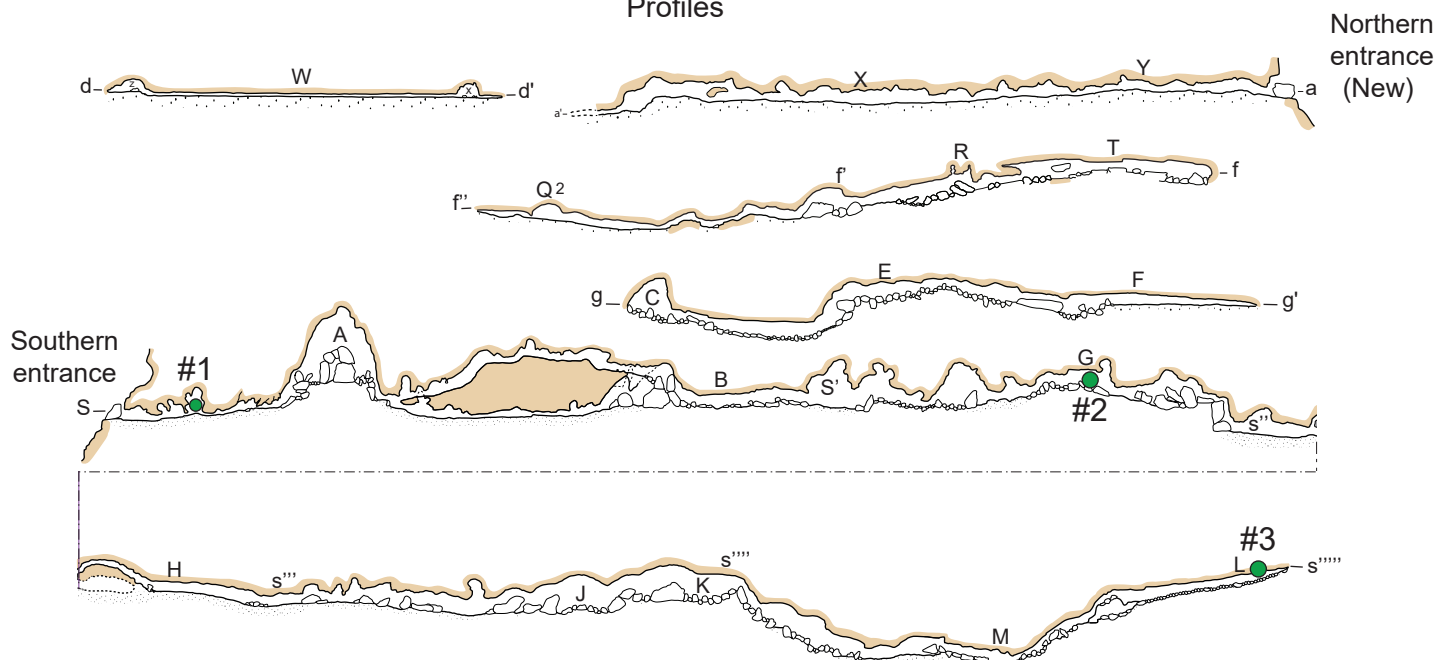 Profiles
Northern
entrance
(New)
d
z
W
x
d'
a'
X
Y
a
f''
Q2
f'
R
T
f
g
C
E
F
g'
Southern
entrance
S
#1
A
B
S'
G
#2
s''
H
s'''
J
K
s''''
M
L
#3
s'''''